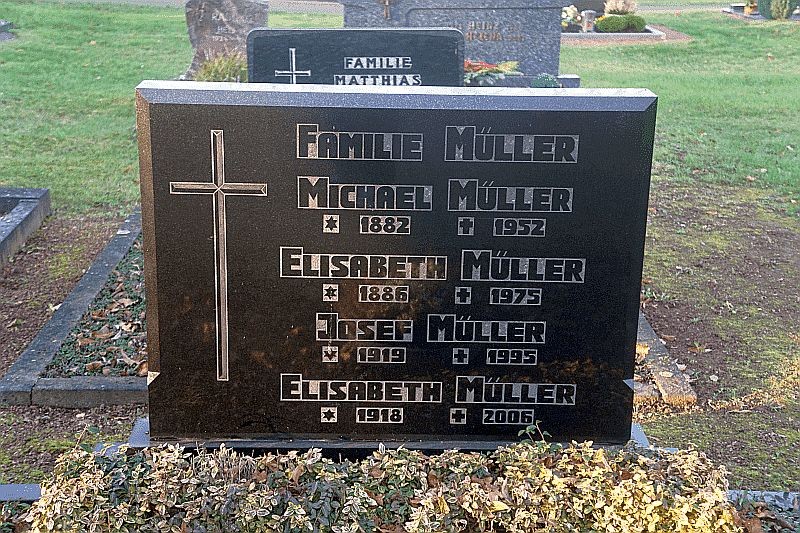 FAMILIE
MATTHIAS
FAMILIE MÜLLER
MICHAEL MÜLLER
* 1882 † 1952
ELISABETH MÜLLER
* 1886 † 1975
JOSEF MÜLLER
* 1919 † 1995
ELISABETH MÜLLER
* 1918 † 2006